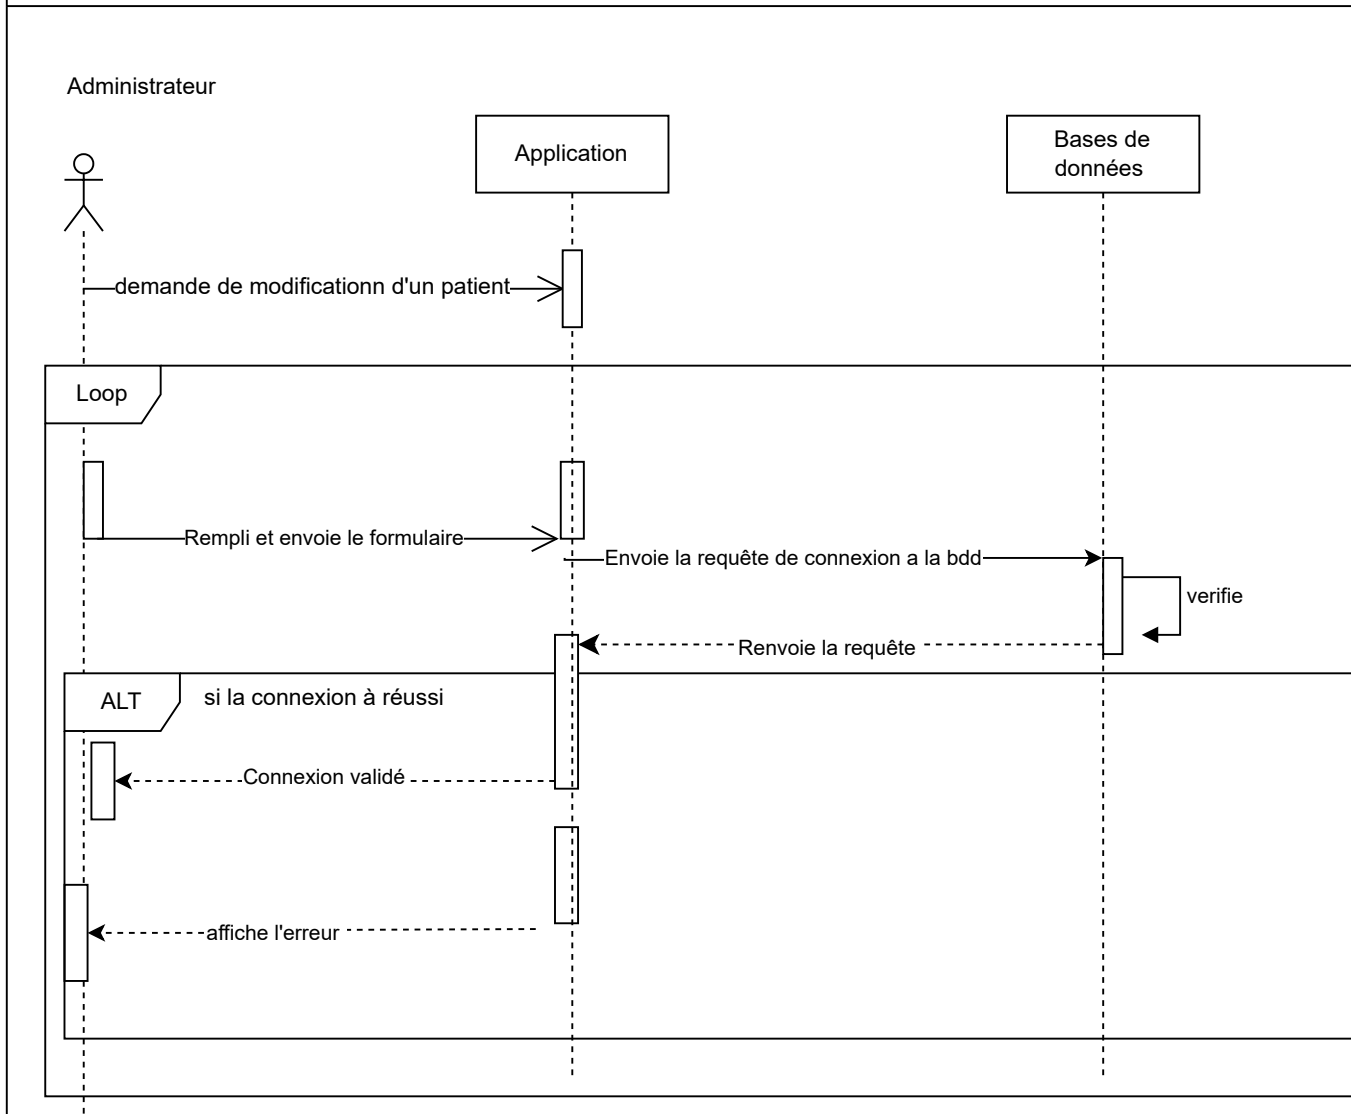 Administrateur
Application
Bases de
données
demande de modificationn d'un patient
Loop
Rempli et envoie le formulaire
Envoie la requête de connexion a la bdd
verifie
Renvoie la requête
ALT
si la connexion à réussi
Connexion validé
affiche l'erreur